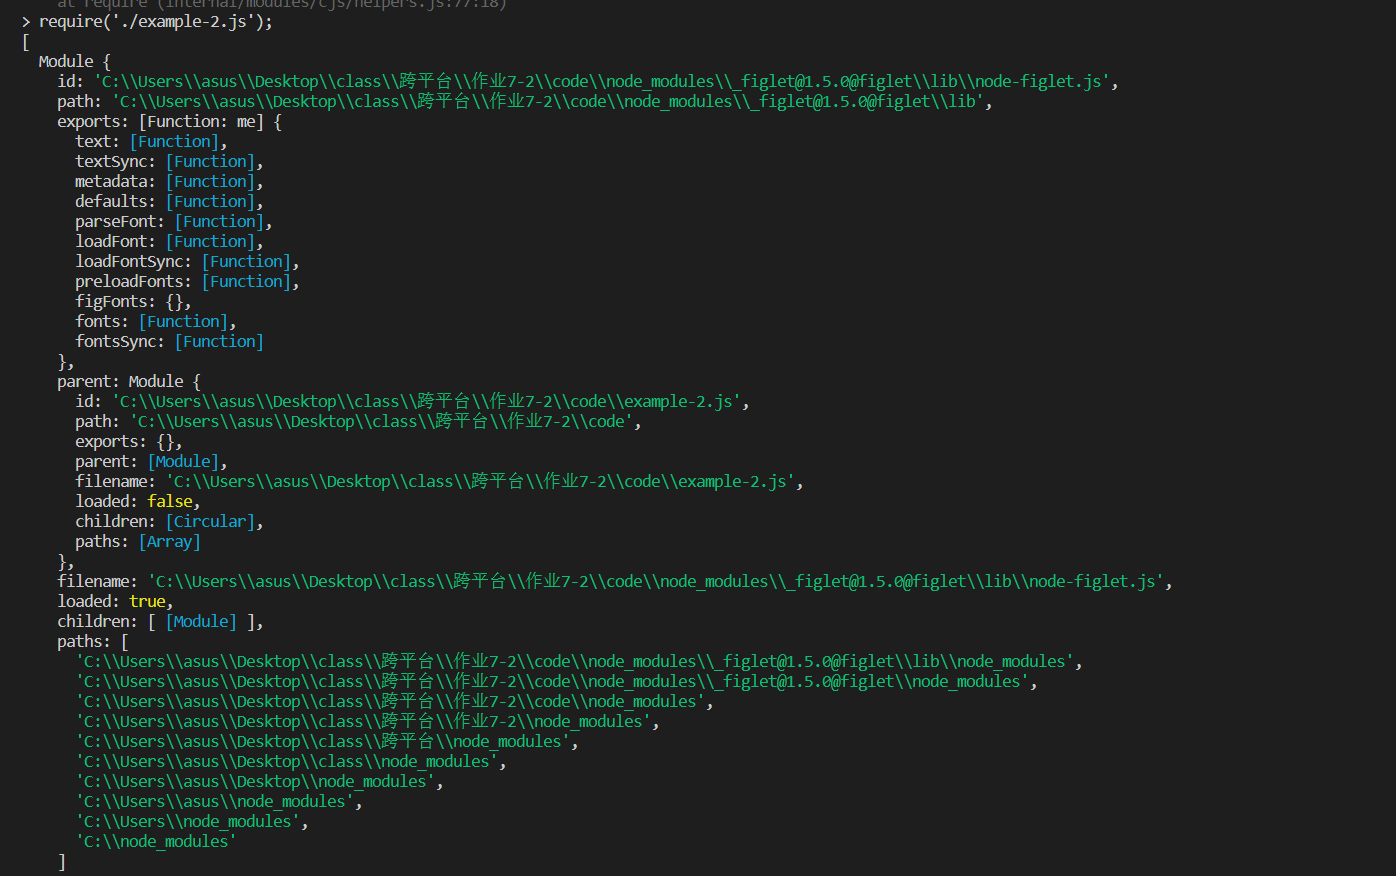 at require (internal/modules/cjs/helpers.js:77:18)
> require('./example-2.js');
[
Module {
id: 'C:\\Users\\asus\\Desktop\\class\\跨平台\\作业7-2\\code\\node_modules\\_figlet@1.5.0@figlet\\lib\\node-figlet.js',
path: 'C:\\Users\\asus\\Desktop\\class\\跨平台\\作业7-2\\code\\node_modules\\_figlet@1.5.0@figlet\\lib',
exports: [Function: me] {
text: [Function],
textSync: [Function],
metadata: [Function],
defaults: [Function],
parseFont: [Function],
loadFont: [Function],
loadFontSync: [Function],
preloadFonts: [Function],
figFonts: {},
fonts: [Function],
fontsSync: [Function]
},
parent: Module {
id: 'C:\\Users\\asus\\Desktop\\class\\跨平台\\作业7-2\\code\\example-2.js',
path: 'C:\\Users\\asus\\Desktop\\class\\跨平台\\作业7-2\\code',
exports: {},
parent: [Module],
filename: 'C:\\Users\\asus\\Desktop\\class\\跨平台\\作业7-2\\code\\example-2.js',
loaded: false,
children: [Circular],
paths: [Array]
},
filename: 'C:\\Users\\asus\\Desktop\\class\\跨平台\\作业7-2\\code\\node_modules\\_figlet@1.5.0@figlet\\lib\\node-figlet.js',
loaded: true,
children: [ [Module] ],
paths: [
'C:\\Users\\asus\\Desktop\\class\\跨平台\\作业7-2\\code\\node_modules\\_figlet@1.5.0@figlet\\lib\\node_modules',
'C:\\Users\\asus\\Desktop\\class\\跨平台\\作业7-2\\code\\node_modules\\_figlet@1.5.0@figlet\\node_modules',
'C:\\Users\\asus\\Desktop\\class\\跨平台\\作业7-2\\code\\node_modules',
'C:\\Users\\asus\\Desktop\\class\\跨平台\\作业7-2\\node_modules',
'C:\\Users\\asus\\Desktop\\class\\跨平台\\node_modules',
'C:\\Users\\asus\\Desktop\\class\\node_modules',
'C:\\Users\\asus\\Desktop\\node_modules',
'C:\\Users\\asus\\node_modules',
'C:\\Users\\node_modules',
'C:\\node_modules'
]